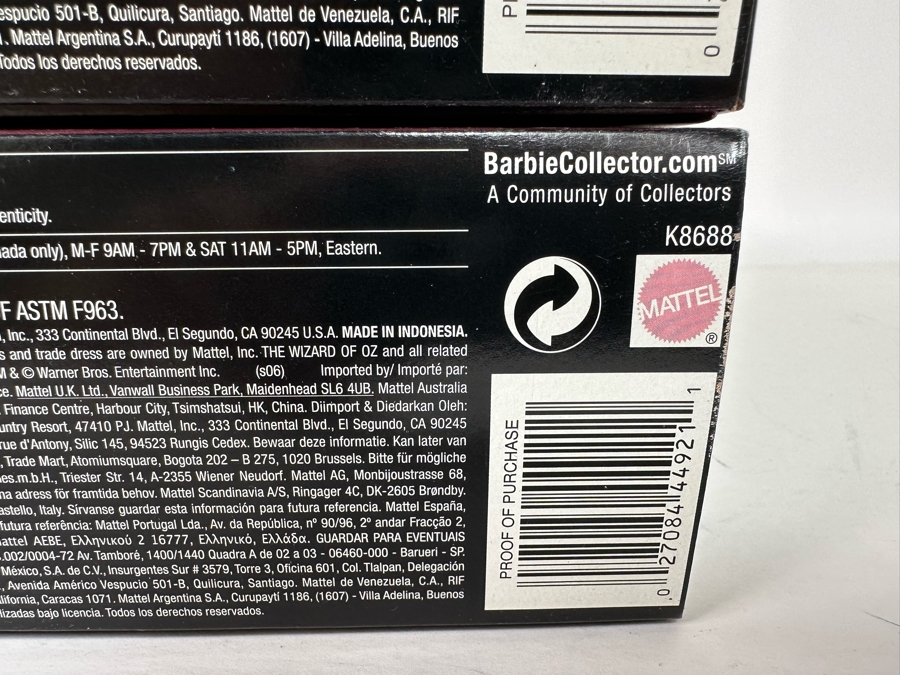 espucio 501-B, Quilicura, Santiago. Mattel de Venezuela, C.A., RIF
. Mattel Argentina S.A., Curupaytí 1186, (1607) - Villa Adelina, Buenos
Todos los derechos reservados.
0
BarbieCollector.com℠
A Community of Collectors
K8688
MATTEL
®
enticity.
ada only), M-F 9AM - 7PM & SAT 11AM - 5PM, Eastern.
F ASTM F963.
, Inc., 333 Continental Blvd., El Segundo, CA 90245 U.S.A. MADE IN INDONESIA.
s and trade dress are owned by Mattel, Inc. THE WIZARD OF OZ and all related
M & © Warner Bros. Entertainment Inc. (s06) Imported by/ Importé par:
ce. Mattel U.K. Ltd., Vanwall Business Park, Maidenhead SL6 4UB. Mattel Australia
Finance Centre, Harbour City, Tsimshatsui, HK, China. Diimport & Diedarkan Oleh:
untry Resort, 47410 PJ. Mattel, Inc., 333 Continental Blvd., El Segundo, CA 90245
rue d'Antony, Silic 145, 94523 Rungis Cedex. Bewaar deze informatie. Kan later van
, Trade Mart, Atomiumsquare, Bogota 202 – B 275, 1020 Brussels. Bitte für mögliche
es.m.b.H., Triester Str. 14, A-2355 Wiener Neudorf. Mattel AG, Monbijoustrasse 68,
na adress för framtida behov. Mattel Scandinavia A/S, Ringager 4C, DK-2605 Brøndby.
astello, Italy. Sírvanse guardar esta información para futura referencia. Mattel España,
futura referência: Mattel Portugal Lda., Av. da República, nº 90/96, 2º andar Fracção 2,
attel AEBE, Ελληνικού 2 16777, Ελληνικό, Ελλάδα. GUARDAR PARA EVENTUAIS
.002/0004-72 Av. Tamboré, 1400/1440 Quadra A de 02 a 03 - 06460-000 - Barueri - SP.
México, S.A. de C.V., Insurgentes Sur # 3579, Torre 3, Oficina 601, Col. Tlalpan, Delegación
., Avenida Américo Vespucio 501-B, Quilicura, Santiago. Mattel de Venezuela, C.A., RIF
alifornia, Caracas 1071. Mattel Argentina S.A., Curupaytí 1186, (1607) - Villa Adelina, Buenos
lizadas bajo licencia. Todos los derechos reservados.
PROOF OF PURCHASE
0 27084 44921 1